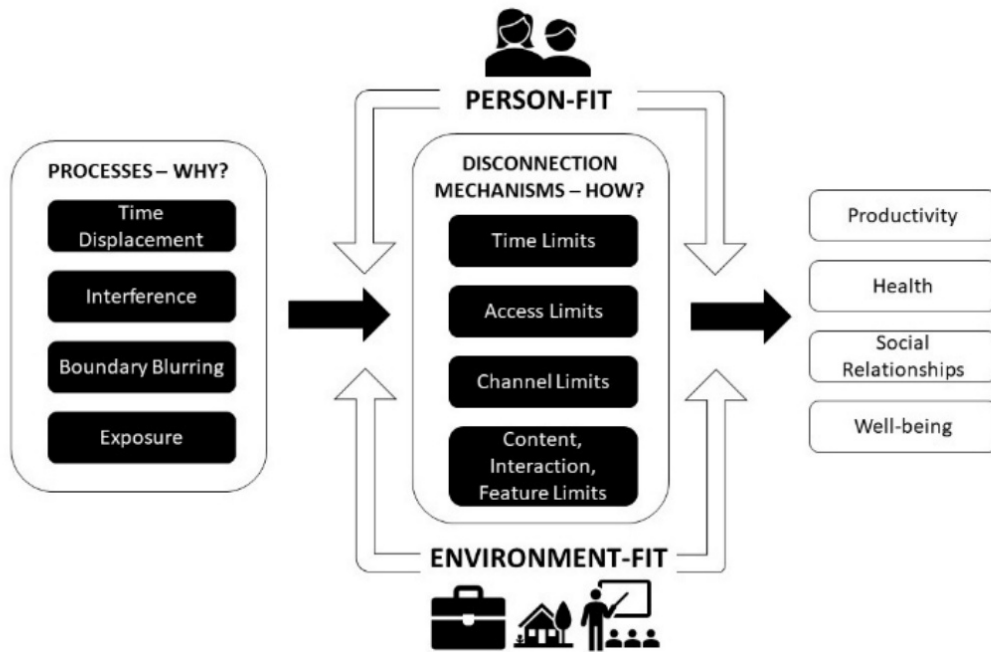 PERSON-FIT
PROCESSES – WHY?
Time
Displacement
Interference
Boundary Blurring
Exposure
DISCONNECTION
MECHANISMS – HOW?
Time Limits
Access Limits
Channel Limits
Content,
Interaction,
Feature Limits
Productivity
Health
Social
Relationships
Well-being
ENVIRONMENT-FIT